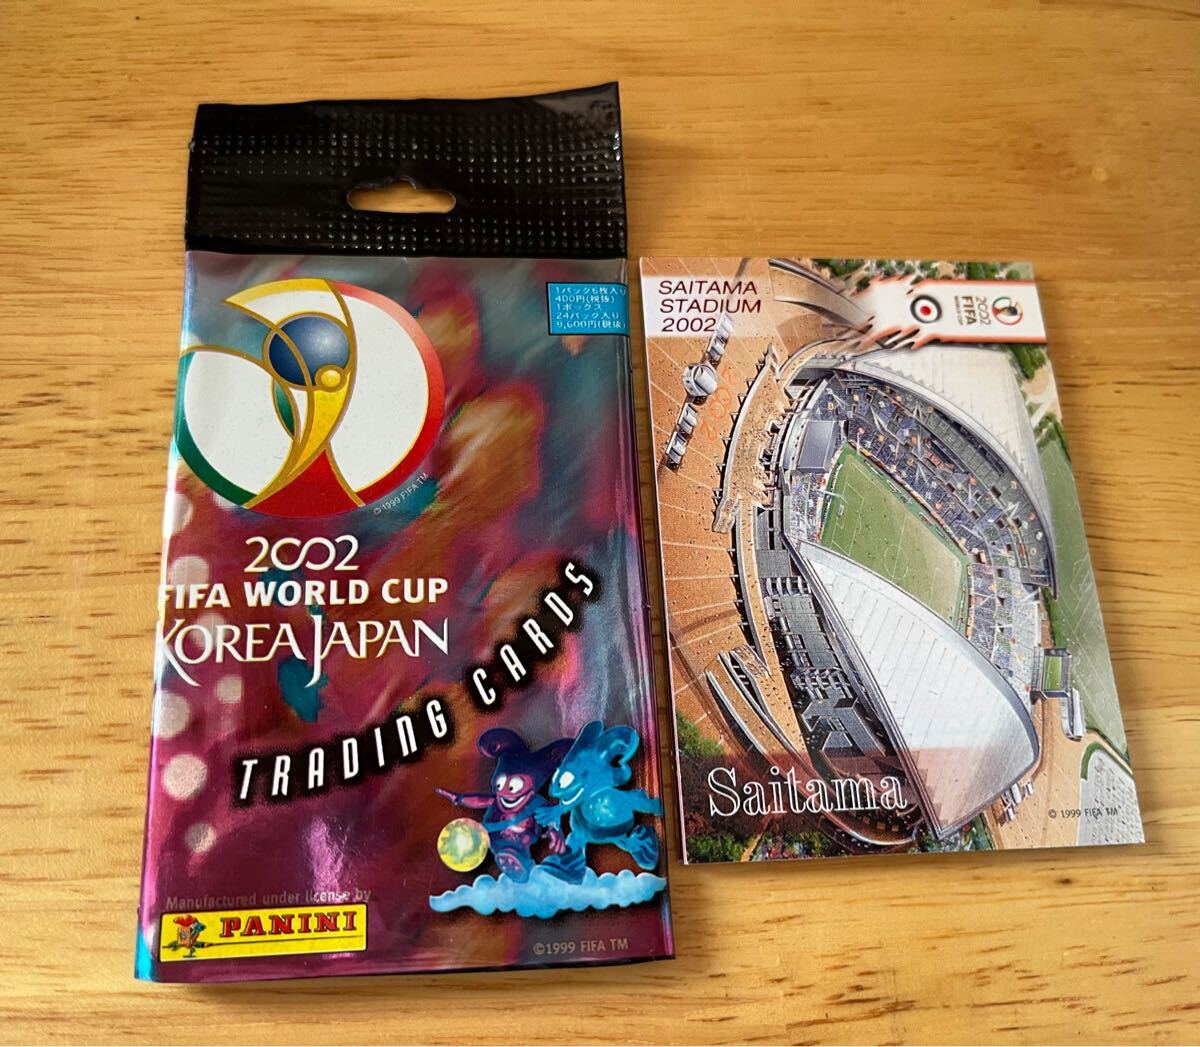 1パック6枚入り
400円(税抜)
1ボックス
24パック入り
9,600円(税抜)
© 1999 FIFA TM
2002
FIFA WORLD CUP
KOREA JAPAN
TRADING CARDS
Manufactured under license by
PANINI
©1999 FIFA TM
SAITAMA
STADIUM
2002
2002
FIFA
WORLD CUP
Saitama
© 1999 FIFA TM